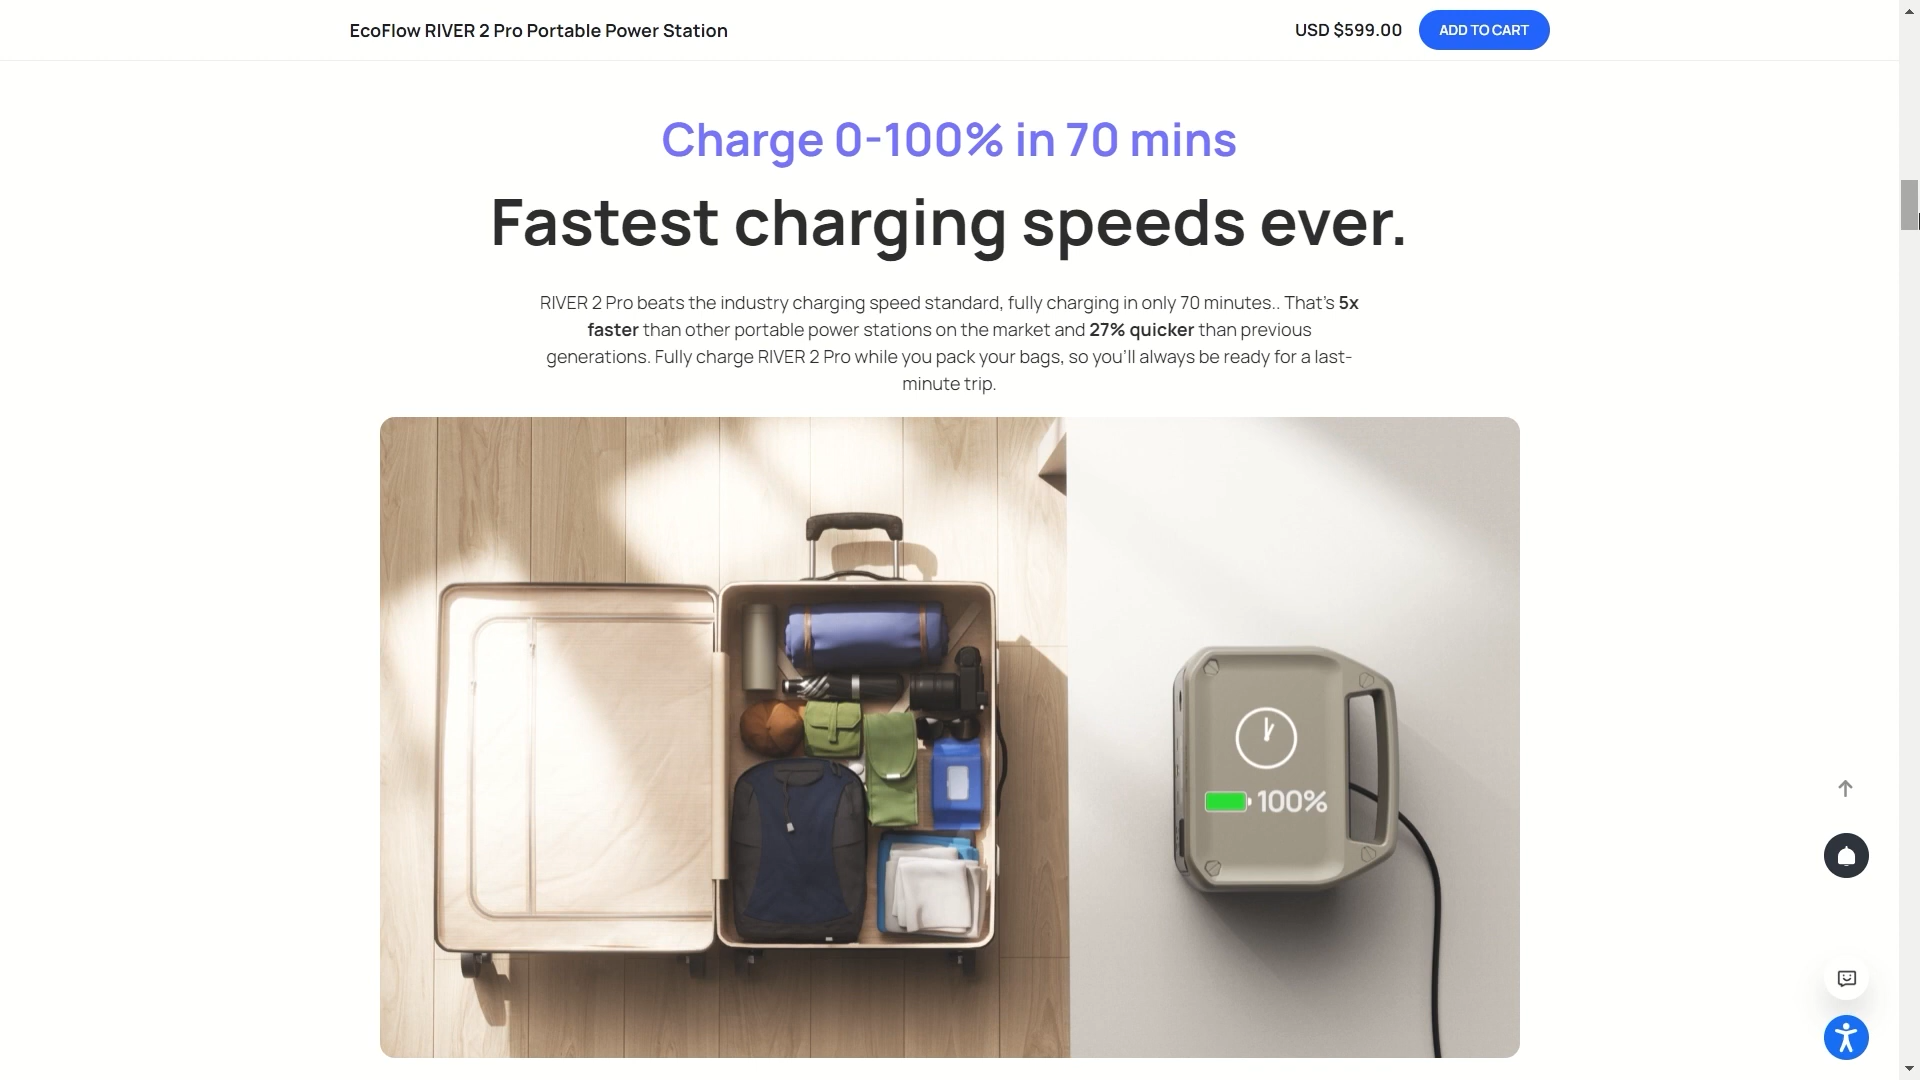 EcoFlow RIVER 2 Pro Portable Power Station
USD $599.00
ADD TO CART
Charge 0-100% in 70 mins
Fastest charging speeds ever.
RIVER 2 Pro beats the industry charging speed standard, fully charging in only 70 minutes.. That's 5x
faster than other portable power stations on the market and 27% quicker than previous
generations. Fully charge RIVER 2 Pro while you pack your bags, so you'll always be ready for a last-
minute trip.
100%